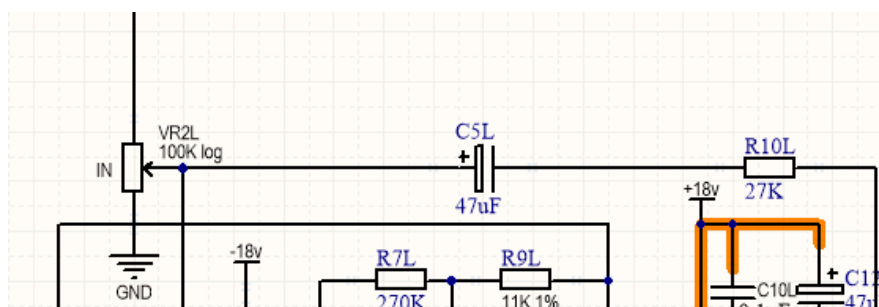 VR2L
100K log
IN
GND
C5L
+
47uF
R10L
27K
+18v
-18v
R7L
270K
R9L
11K 1%
C10L
+